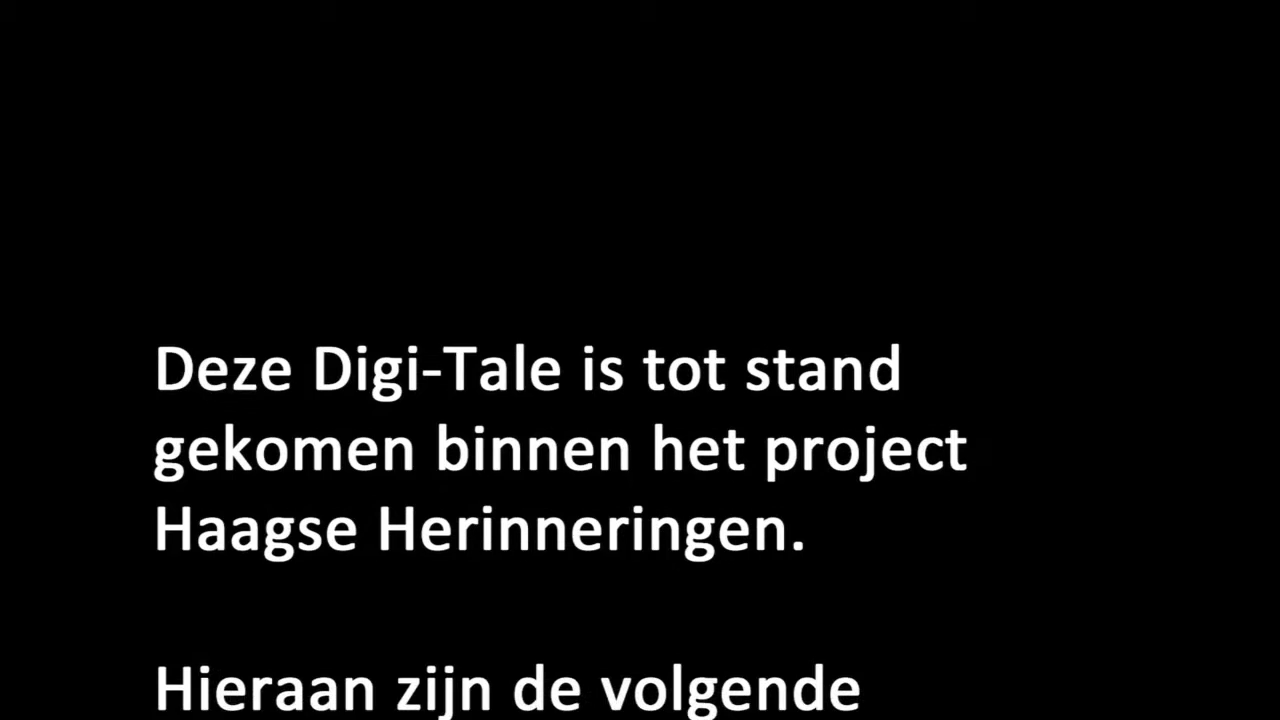 Deze Digi-Tale is tot stand
gekomen binnen het project
Haagse Herinneringen.
Hieraan zijn de volgende